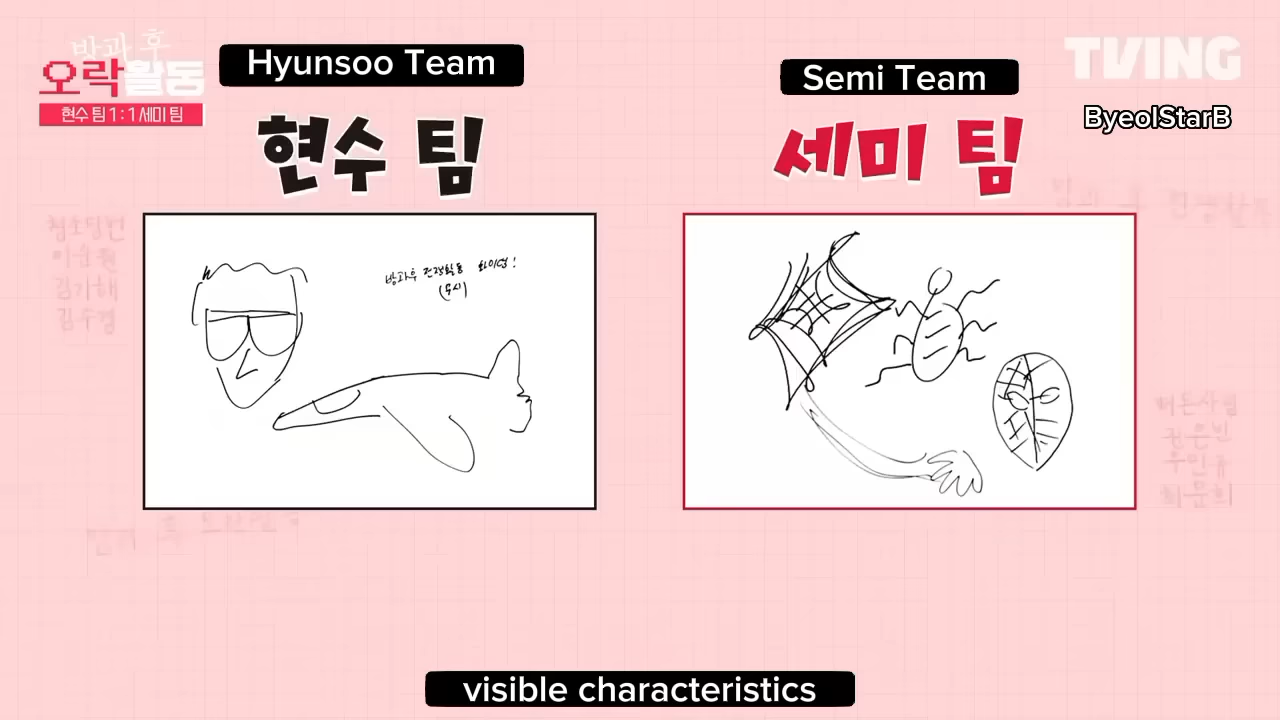 방과 후
오락활동
현수 팀 1 : 1 세미 팀
Hyunsoo Team
Semi Team
TVING
ByeolStarB
현수 팀
세미 팀
방과후 전쟁활동 화이팅!
(무시)
visible characteristics